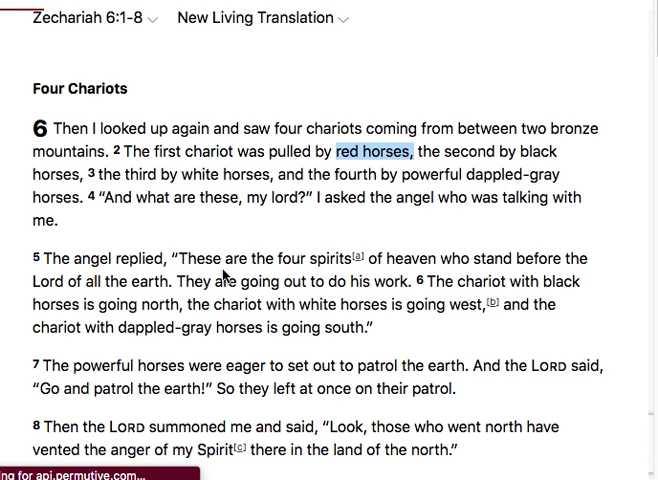 Zechariah 6:1-8 New Living Translation
Four Chariots
6 Then I looked up again and saw four chariots coming from between two bronze
mountains. 2 The first chariot was pulled by red horses, the second by black
horses, 3 the third by white horses, and the fourth by powerful dappled-gray
horses. 4 “And what are these, my lord?” I asked the angel who was talking with
me.
5 The angel replied, “These are the four spirits[a] of heaven who stand before the
Lord of all the earth. They are going out to do his work. 6 The chariot with black
horses is going north, the chariot with white horses is going west,[b] and the
chariot with dappled-gray horses is going south.”
7 The powerful horses were eager to set out to patrol the earth. And the LORD said,
“Go and patrol the earth!” So they left at once on their patrol.
8 Then the LORD summoned me and said, “Look, those who went north have
vented the anger of my Spirit[c] there in the land of the north.”
ng for api.permutive.com...